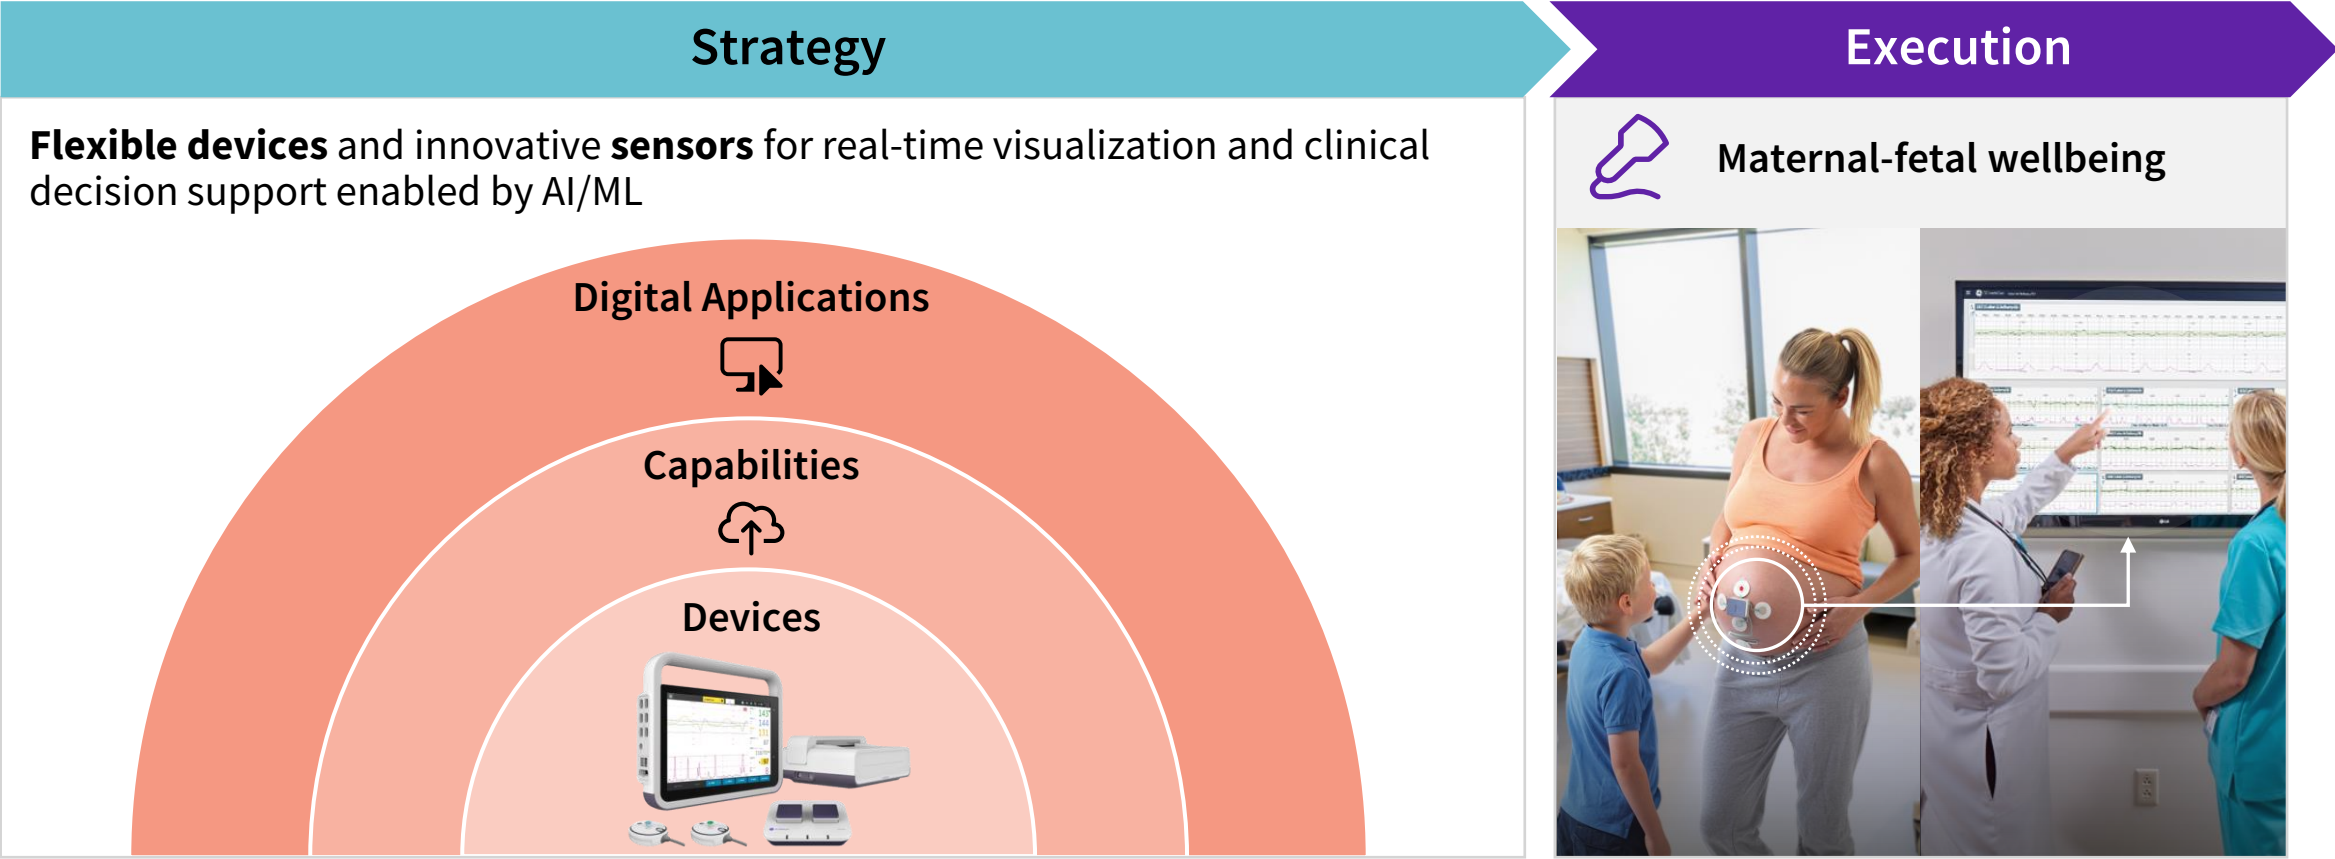 Strategy
Execution
Flexible devices and innovative sensors for real-time visualization and clinical
decision support enabled by AI/ML
Digital Applications
Capabilities
Devices
Maternal-fetal wellbeing